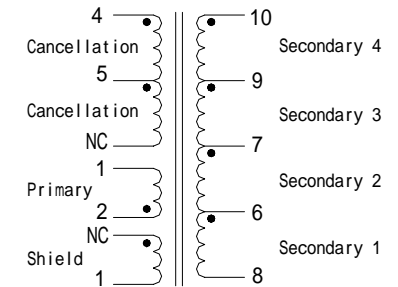 4 10
Cancellation Secondary 4
5 9
Cancellation Secondary 3
NC 7
1
Primary Secondary 2
2 6
NC
Shield Secondary 1
1 8